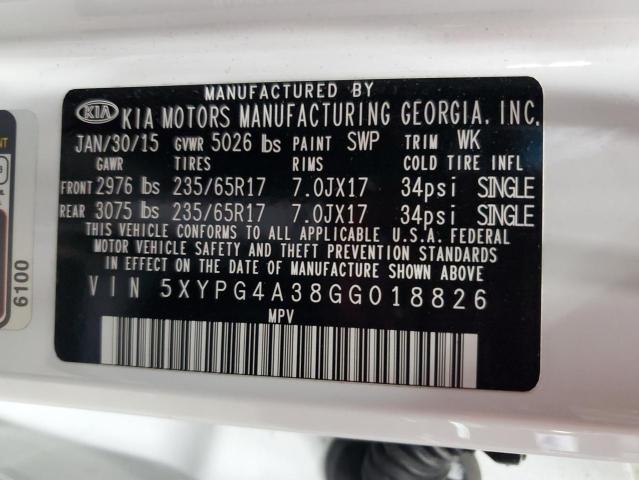 MANUFACTURED BY
KIA KIA MOTORS MANUFACTURING GEORGIA, INC.
JAN/30/15 GVWR 5026 lbs PAINT SWP TRIM WK
GAWR TIRES RIMS COLD TIRE INFL
FRONT 2976 lbs 235/65R17 7.0JX17 34psi SINGLE
REAR 3075 lbs 235/65R17 7.0JX17 34psi SINGLE
THIS VEHICLE CONFORMS TO ALL APPLICABLE U.S.A. FEDERAL
MOTOR VEHICLE SAFETY AND THEFT PREVENTION STANDARDS
IN EFFECT ON THE DATE OF MANUFACTURE SHOWN ABOVE
VIN 5XYPG4A38GG018826
MPV
6100